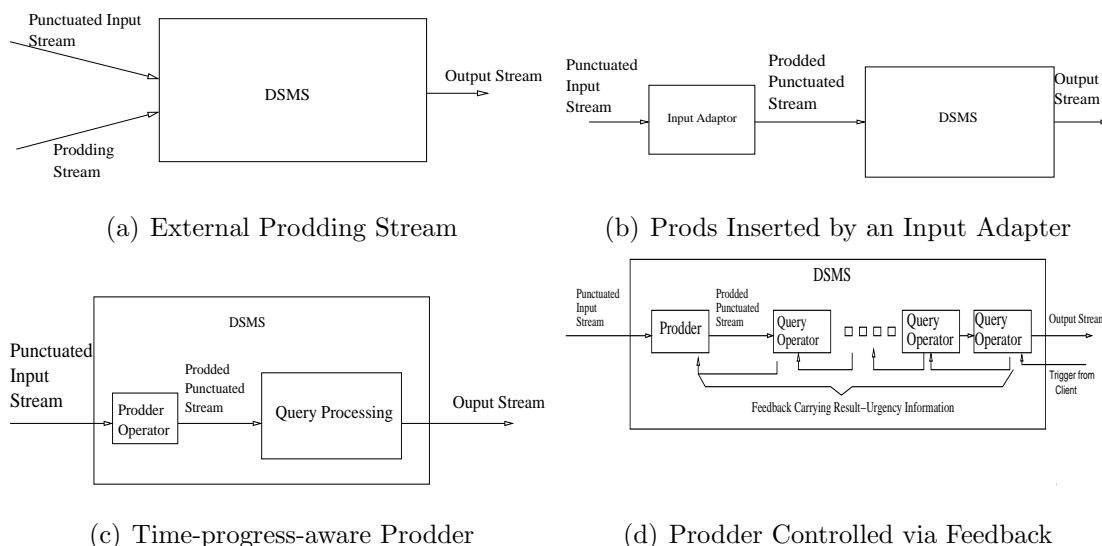 Punctuated Input
Stream
DSMS
Output Stream
Prodding
Stream
(a) External Prodding Stream
Punctuated
Input
Stream
Input Adaptor
Prodded
Punctuated
Stream
DSMS
Output
Stream
(b) Prods Inserted by an Input Adapter
DSMS
Punctuated
Input
Stream
Prodder
Operator
Prodded
Punctuated
Stream
Query Processing
Ouput Stream
(c) Time-progress-aware Prodder
DSMS
Punctuated
Input
Stream
Prodder
Prodded
Punctuated
Stream
Query
Operator
Query
Operator
Query
Operator
Output Stream
Trigger from
Client
Feedback Carrying Result-Urgency Information
(d) Prodder Controlled via Feedback